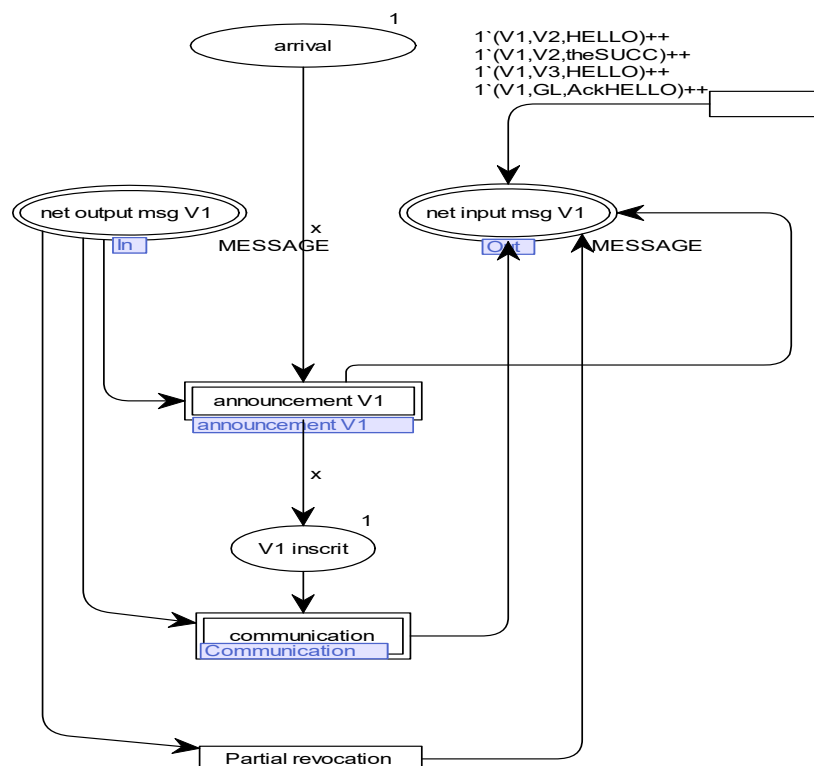 1
arrival
1`(V1,V2,HELLO)++
1`(V1,V2,theSUCC)++
1`(V1,V3,HELLO)++
1`(V1,GL,AckHELLO)++
net output msg V1
net input msg V1
x
In
MESSAGE
Out
MESSAGE
announcement V1
announcement V1
x
1
V1 inscrit
communication
Communication
Partial revocation